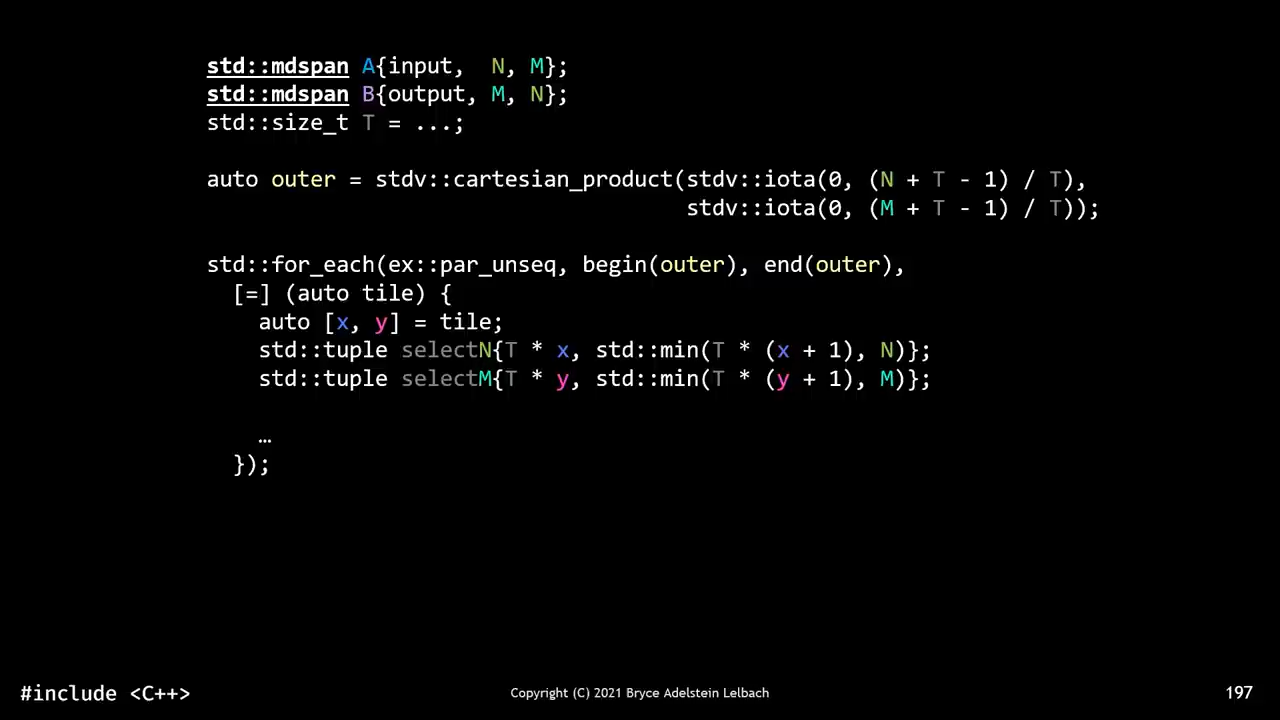 std::mdspan A{input,  N, M};
std::mdspan B{output, M, N};
std::size_t T = ...;
auto outer = stdv::cartesian_product(stdv::iota(0, (N + T - 1) / T),
                                     stdv::iota(0, (M + T - 1) / T));
std::for_each(ex::par_unseq, begin(outer), end(outer),
  [=] (auto tile) {
    auto [x, y] = tile;
    std::tuple selectN{T * x, std::min(T * (x + 1), N)};
    std::tuple selectM{T * y, std::min(T * (y + 1), M)};
    …
  });
#include <C++>
Copyright (C) 2021 Bryce Adelstein Lelbach
197